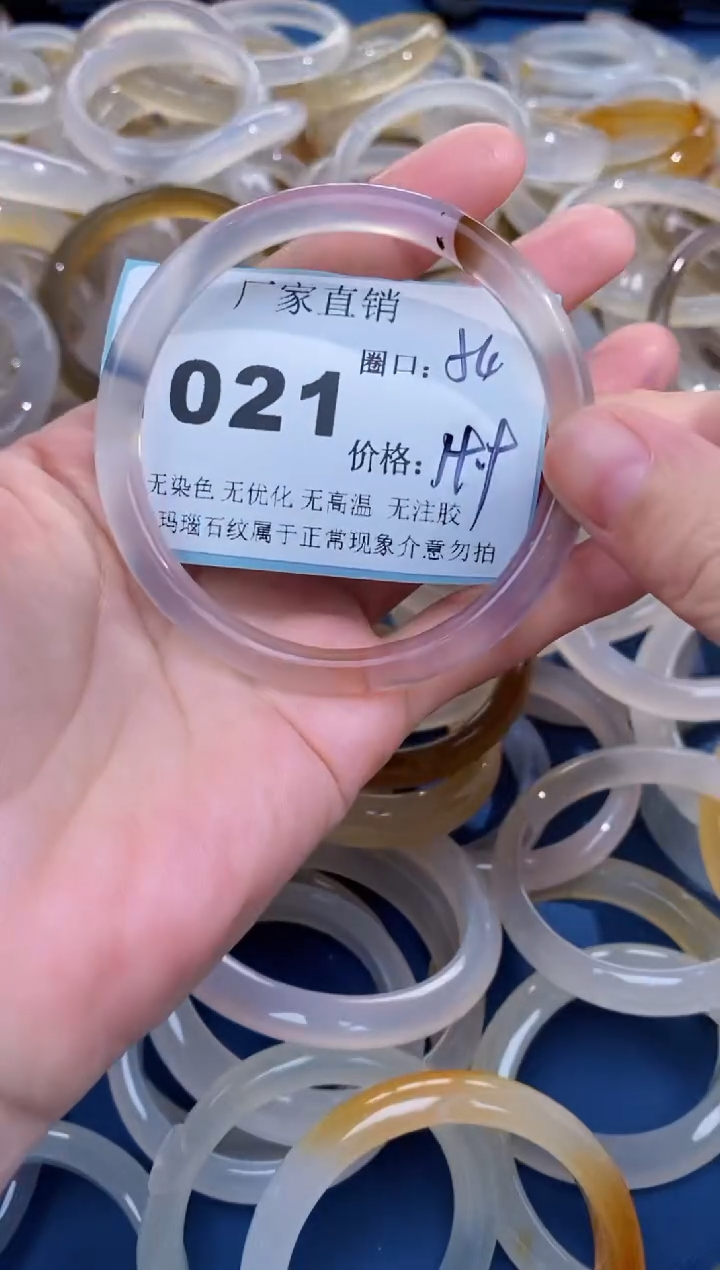 厂家直销
圈口：
021
价格：
无染色 无优化 无高温 无注胶
玛瑙石纹属于正常现象介意勿拍